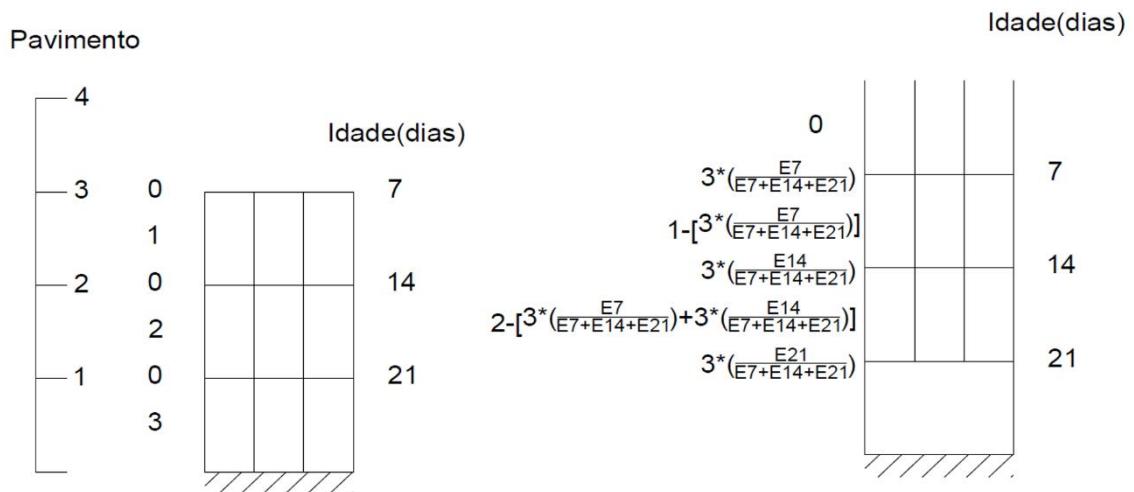 Pavimento
4
3
2
1
0
1
0
2
0
3
Idade(dias)
7
14
21
Idade(dias)
0
3*(E7/E7+E14+E21)
1-[3*(E7/E7+E14+E21)]
3*(E14/E7+E14+E21)
2-[3*(E7/E7+E14+E21)+3*(E14/E7+E14+E21)]
3*(E21/E7+E14+E21)
7
14
21